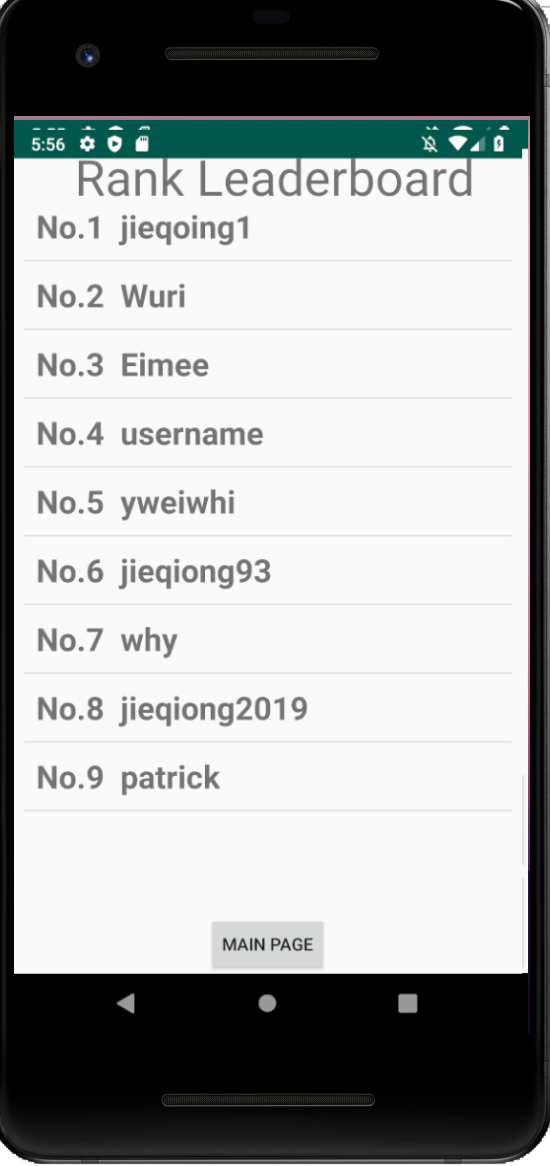 5:56
Rank Leaderboard
No.1 jieqoing1
No.2 Wuri
No.3 Eimee
No.4 username
No.5 yweiwhi
No.6 jieqiong93
No.7 why
No.8 jieqiong2019
No.9 patrick
MAIN PAGE